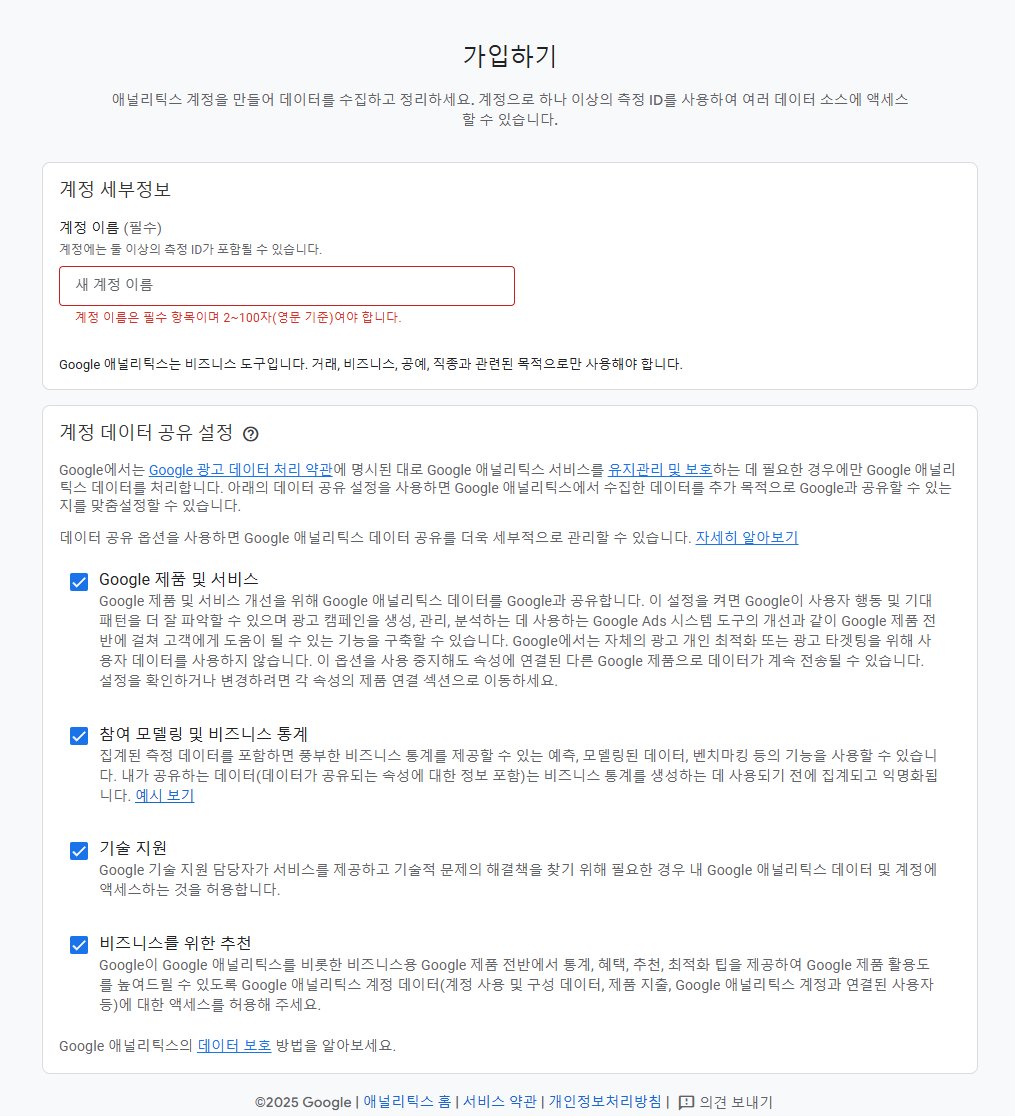 가입하기
애널리틱스 계정을 만들어 데이터를 수집하고 정리하세요. 계정으로 하나 이상의 측정 ID를 사용하여 여러 데이터 소스에 액세스
할 수 있습니다.
계정 세부정보
계정 이름 (필수)
계정에는 둘 이상의 측정 ID가 포함될 수 있습니다.
새 계정 이름
계정 이름은 필수 항목이며 2~100자(영문 기준)여야 합니다.
Google 애널리틱스는 비즈니스 도구입니다. 거래, 비즈니스, 공예, 직종과 관련된 목적으로만 사용해야 합니다.
계정 데이터 공유 설정
Google에서는 Google 광고 데이터 처리 약관에 명시된 대로 Google 애널리틱스 서비스를 유지관리 및 보호하는 데 필요한 경우에만 Google 애널리
틱스 데이터를 처리합니다. 아래의 데이터 공유 설정을 사용하면 Google 애널리틱스에서 수집한 데이터를 추가 목적으로 Google과 공유할 수 있는
지를 맞춤설정할 수 있습니다.
데이터 공유 옵션을 사용하면 Google 애널리틱스 데이터 공유를 더욱 세부적으로 관리할 수 있습니다. 자세히 알아보기
Google 제품 및 서비스
Google 제품 및 서비스 개선을 위해 Google 애널리틱스 데이터를 Google과 공유합니다. 이 설정을 켜면 Google이 사용자 행동 및 기대
패턴을 더 잘 파악할 수 있으며 광고 캠페인을 생성, 관리, 분석하는 데 사용하는 Google Ads 시스템 도구의 개선과 같이 Google 제품 전
반에 걸쳐 고객에게 도움이 될 수 있는 기능을 구축할 수 있습니다. Google에서는 자체의 광고 개인 최적화 또는 광고 타겟팅을 위해 사
용자 데이터를 사용하지 않습니다. 이 옵션을 사용 중지해도 속성에 연결된 다른 Google 제품으로 데이터가 계속 전송될 수 있습니다.
설정을 확인하거나 변경하려면 각 속성의 제품 연결 섹션으로 이동하세요.
참여 모델링 및 비즈니스 통계
집계된 측정 데이터를 포함하면 풍부한 비즈니스 통계를 제공할 수 있는 예측, 모델링된 데이터, 벤치마킹 등의 기능을 사용할 수 있습니
다. 내가 공유하는 데이터(데이터가 공유되는 속성에 대한 정보 포함)는 비즈니스 통계를 생성하는 데 사용되기 전에 집계되고 익명화됩
니다. 예시 보기
기술 지원
Google 기술 지원 담당자가 서비스를 제공하고 기술적 문제의 해결책을 찾기 위해 필요한 경우 내 Google 애널리틱스 데이터 및 계정에
액세스하는 것을 허용합니다.
비즈니스를 위한 추천
Google이 Google 애널리틱스를 비롯한 비즈니스용 Google 제품 전반에서 통계, 혜택, 추천, 최적화 팁을 제공하여 Google 제품 활용도
를 높여드릴 수 있도록 Google 애널리틱스 계정 데이터(계정 사용 및 구성 데이터, 제품 지출, Google 애널리틱스 계정과 연결된 사용자
등)에 대한 액세스를 허용해 주세요.
Google 애널리틱스의 데이터 보호 방법을 알아보세요.
©2025 Google | 애널리틱스 홈 | 서비스 약관 | 개인정보처리방침 | 의견 보내기